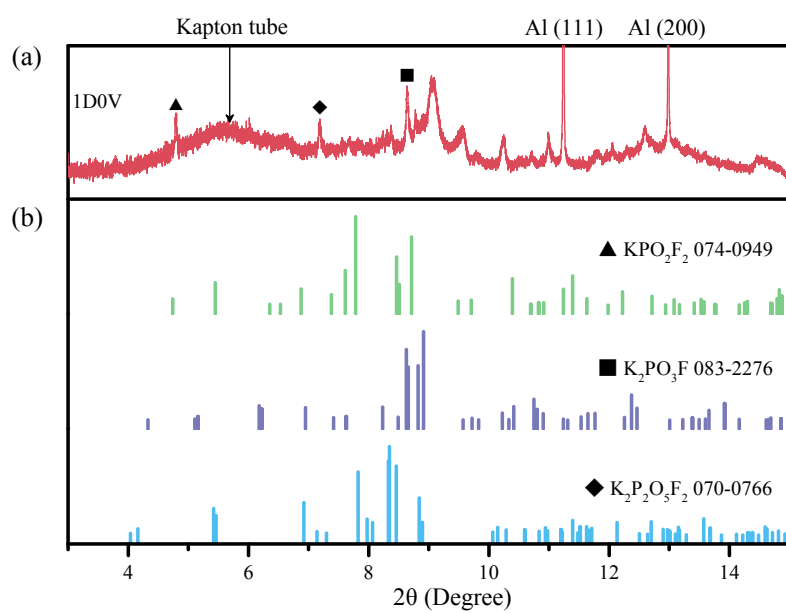 Kapton tube
Al (111)
Al (200)
(a)
1D0V
▲
◆
■
(b)
▲ KPO₂F₂ 074-0949
■ K₂PO₃F 083-2276
◆ K₂P₂O₅F₂ 070-0766
4 6 8 10 12 14
2θ (Degree)